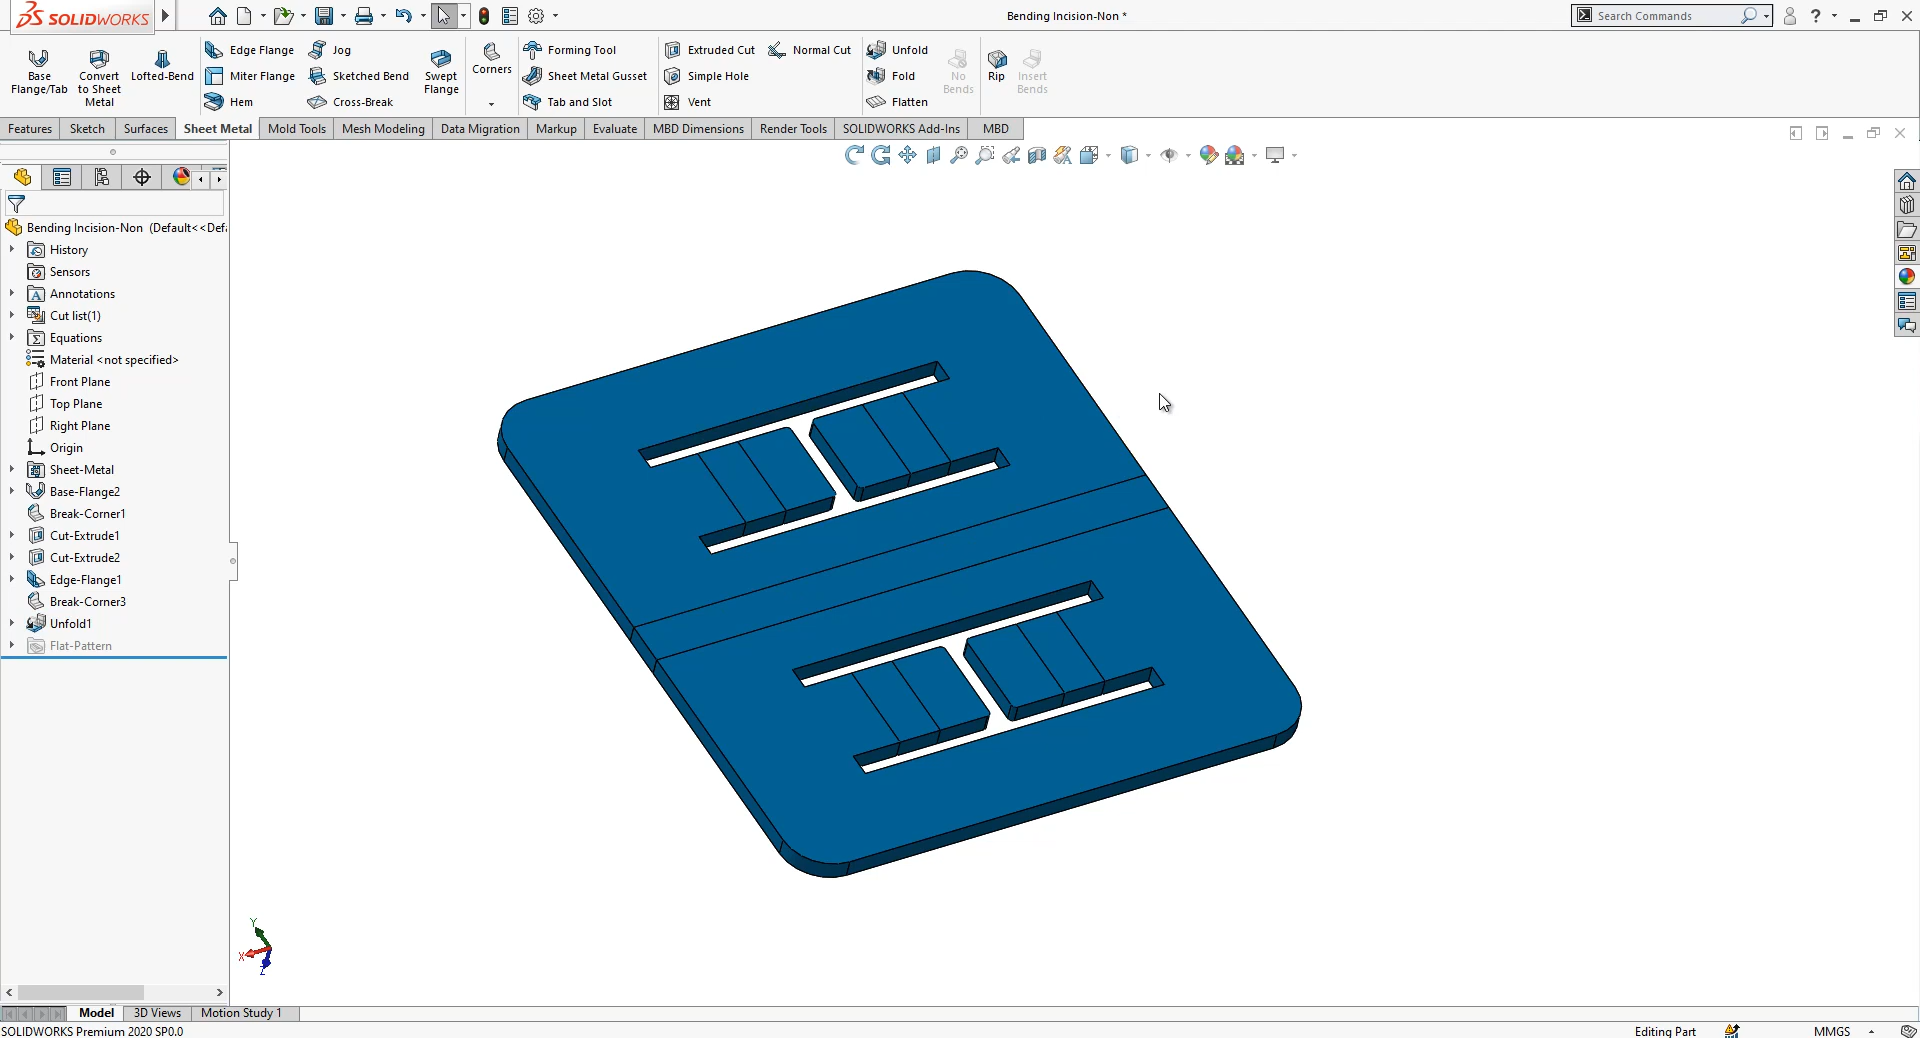 SOLIDWORKS
Bending Incision-Non *
Search Commands
Base Flange/Tab
Convert to Sheet Metal
Lofted-Bend
Edge Flange
Miter Flange
Hem
Jog
Sketched Bend
Cross-Break
Swept Flange
Corners
Forming Tool
Sheet Metal Gusset
Tab and Slot
Extruded Cut
Simple Hole
Vent
Normal Cut
Unfold
Fold
Flatten
No Bends
Rip
Insert Bends
Features
Sketch
Surfaces
Sheet Metal
Mold Tools
Mesh Modeling
Data Migration
Markup
Evaluate
MBD Dimensions
Render Tools
SOLIDWORKS Add-Ins
MBD
Bending Incision-Non (Default<<Def
History
Sensors
Annotations
Cut list(1)
Equations
Material <not specified>
Front Plane
Top Plane
Right Plane
Origin
Sheet-Metal
Base-Flange2
Break-Corner1
Cut-Extrude1
Cut-Extrude2
Edge-Flange1
Break-Corner3
Unfold1
Flat-Pattern
Y
X
Z
Model
3D Views
Motion Study 1
SOLIDWORKS Premium 2020 SP0.0
Editing Part
MMGS